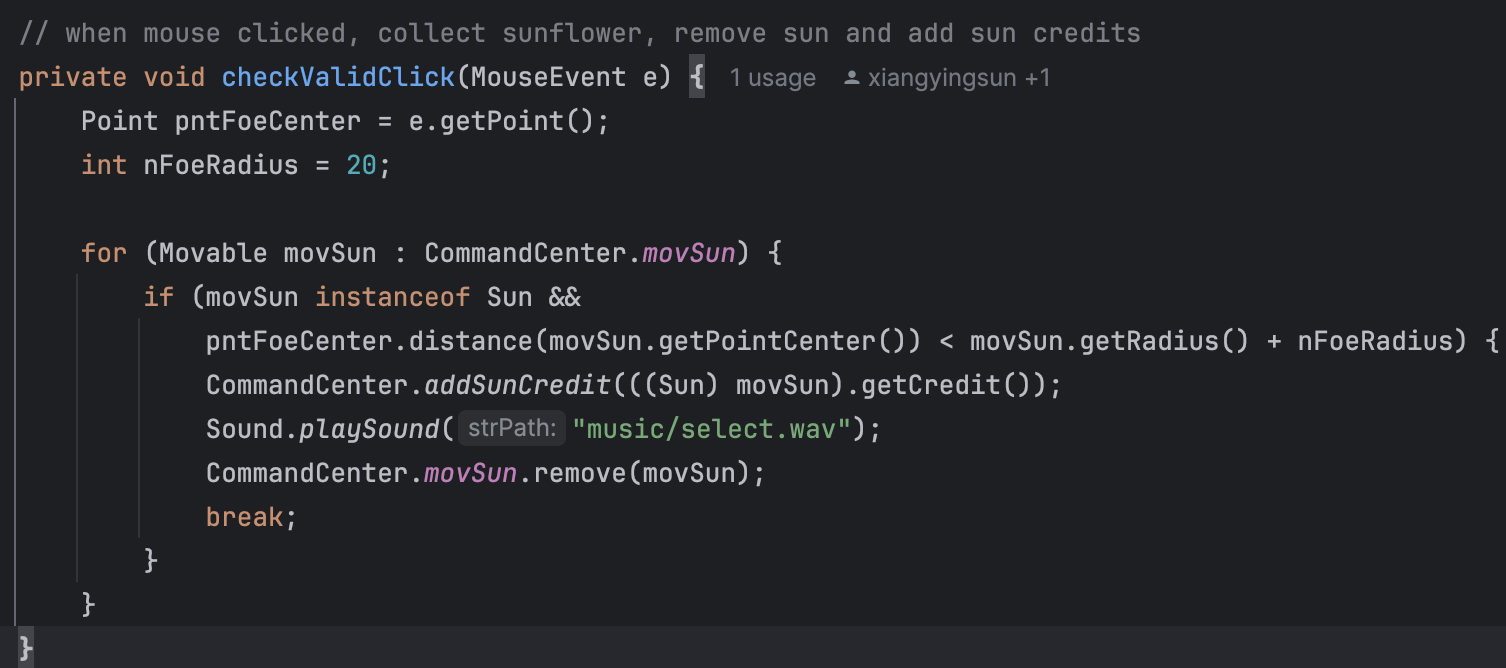 // when mouse clicked, collect sunflower, remove sun and add sun credits
private void checkValidClick(MouseEvent e) { 1 usage xiangyingsun +1
Point pntFoeCenter = e.getPoint();
int nFoeRadius = 20;
for (Movable movSun : CommandCenter.movSun) {
if (movSun instanceof Sun &&
pntFoeCenter.distance(movSun.getPointCenter()) < movSun.getRadius() + nFoeRadius) {
CommandCenter.addSunCredit(((Sun) movSun).getCredit());
Sound.playSound( strPath: "music/select.wav");
CommandCenter.movSun.remove(movSun);
break;
}
}
}